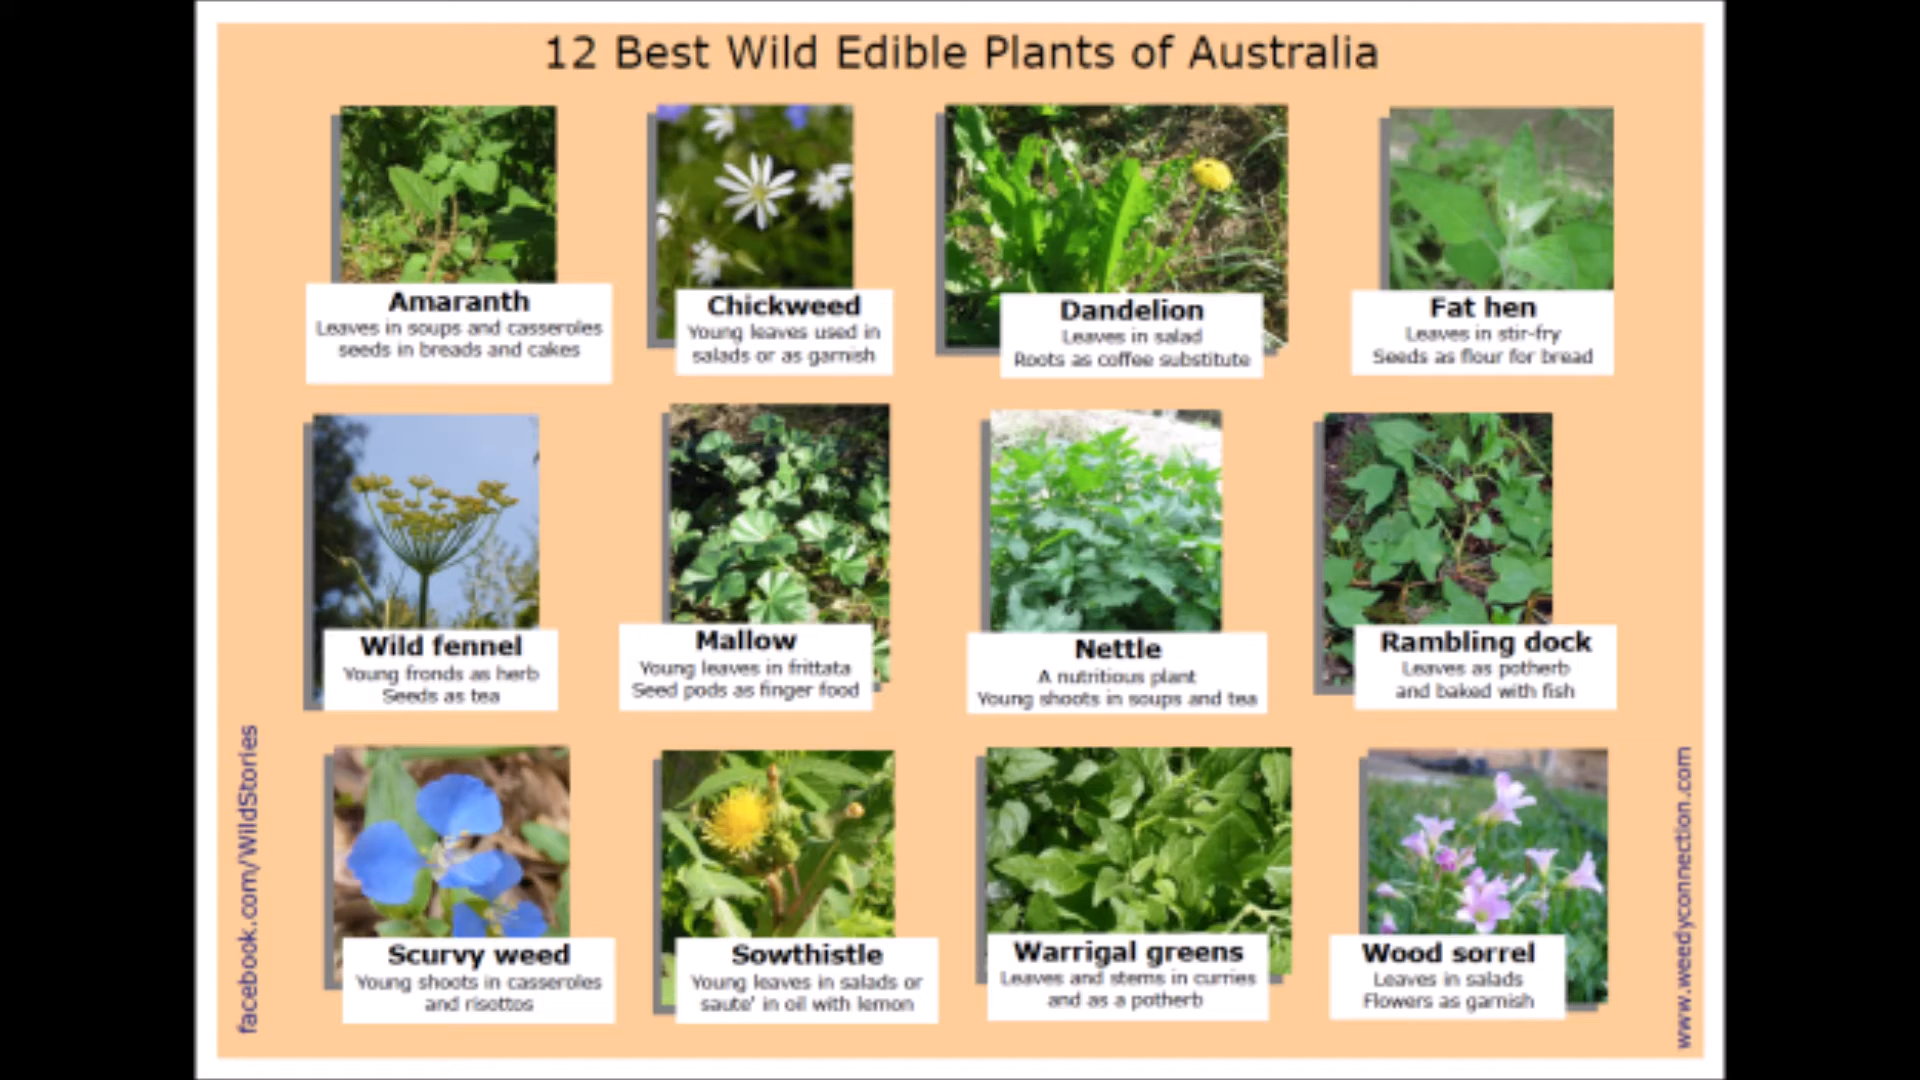 12 Best Wild Edible Plants of Australia
Amaranth
Leaves in soups and casseroles
seeds in breads and cakes
Chickweed
Young leaves used in
salads or as garnish
Dandelion
Leaves in salad
Roots as coffee substitute
Fat hen
Leaves in stir-fry
Seeds as flour for bread
Wild fennel
Young fronds as herb
Seeds as tea
Mallow
Young leaves in frittata
Seed pods as finger food
Nettle
A nutritious plant
Young shoots in soups and tea
Rambling dock
Leaves as potherb
and baked with fish
Scurvy weed
Young shoots in casseroles
and risottos
Sowthistle
Young leaves in salads or
saute' in oil with lemon
Warrigal greens
Leaves and stems in curries
and as a potherb
Wood sorrel
Leaves in salads
Flowers as garnish
facebook.com/WildStories
www.weedyconnection.com